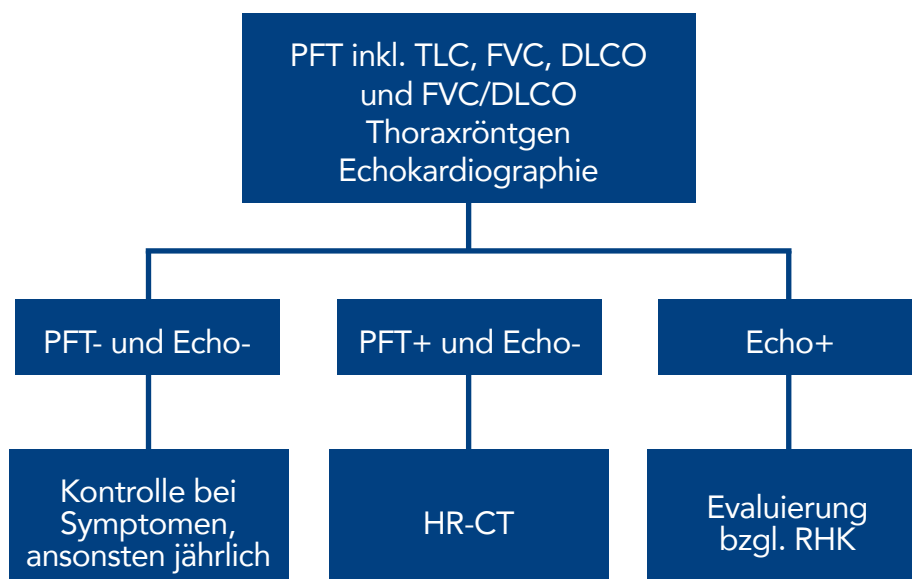 PFT inkl. TLC, FVC, DLCO
und FVC/DLCO
Thoraxröntgen
Echokardiographie
PFT- und Echo-
PFT+ und Echo-
Echo+
Kontrolle bei
Symptomen,
ansonsten jährlich
HR-CT
Evaluierung
bzgl. RHK